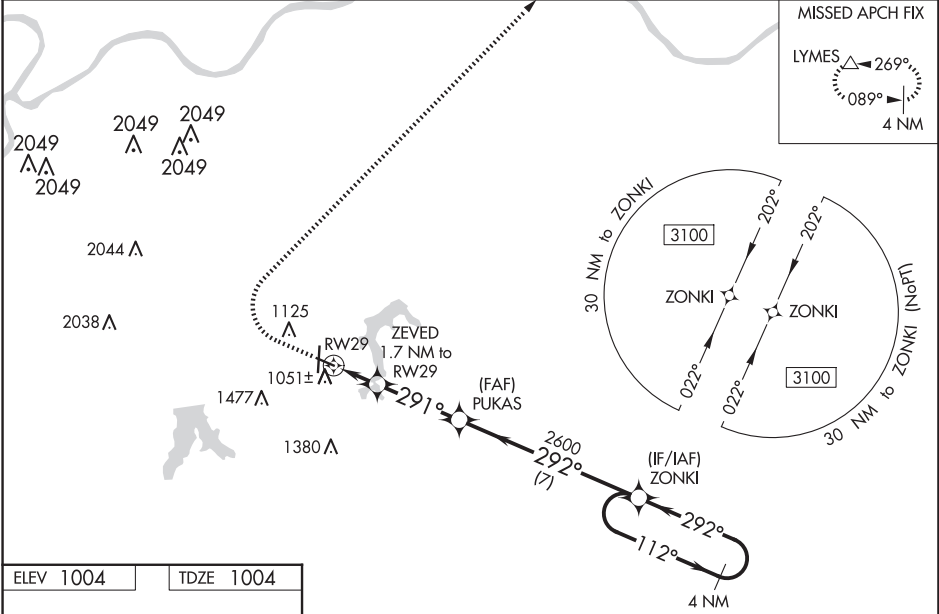 MISSED APCH FIX
LYMES
269°
089°
4 NM
2049
2049
2049
2049
2049
2044
2038
1125
RW29
1051±
1477
1380
ZEVED
1.7 NM to
RW29
291°
(FAF)
PUKAS
2600
292°
(7)
(IF/IAF)
ZONKI
292°
112°
4 NM
30 NM to ZONKI
3100
202°
ZONKI
022°
202°
ZONKI
3100
022°
30 NM to ZONKI (NoPT)
ELEV 1004
TDZE 1004